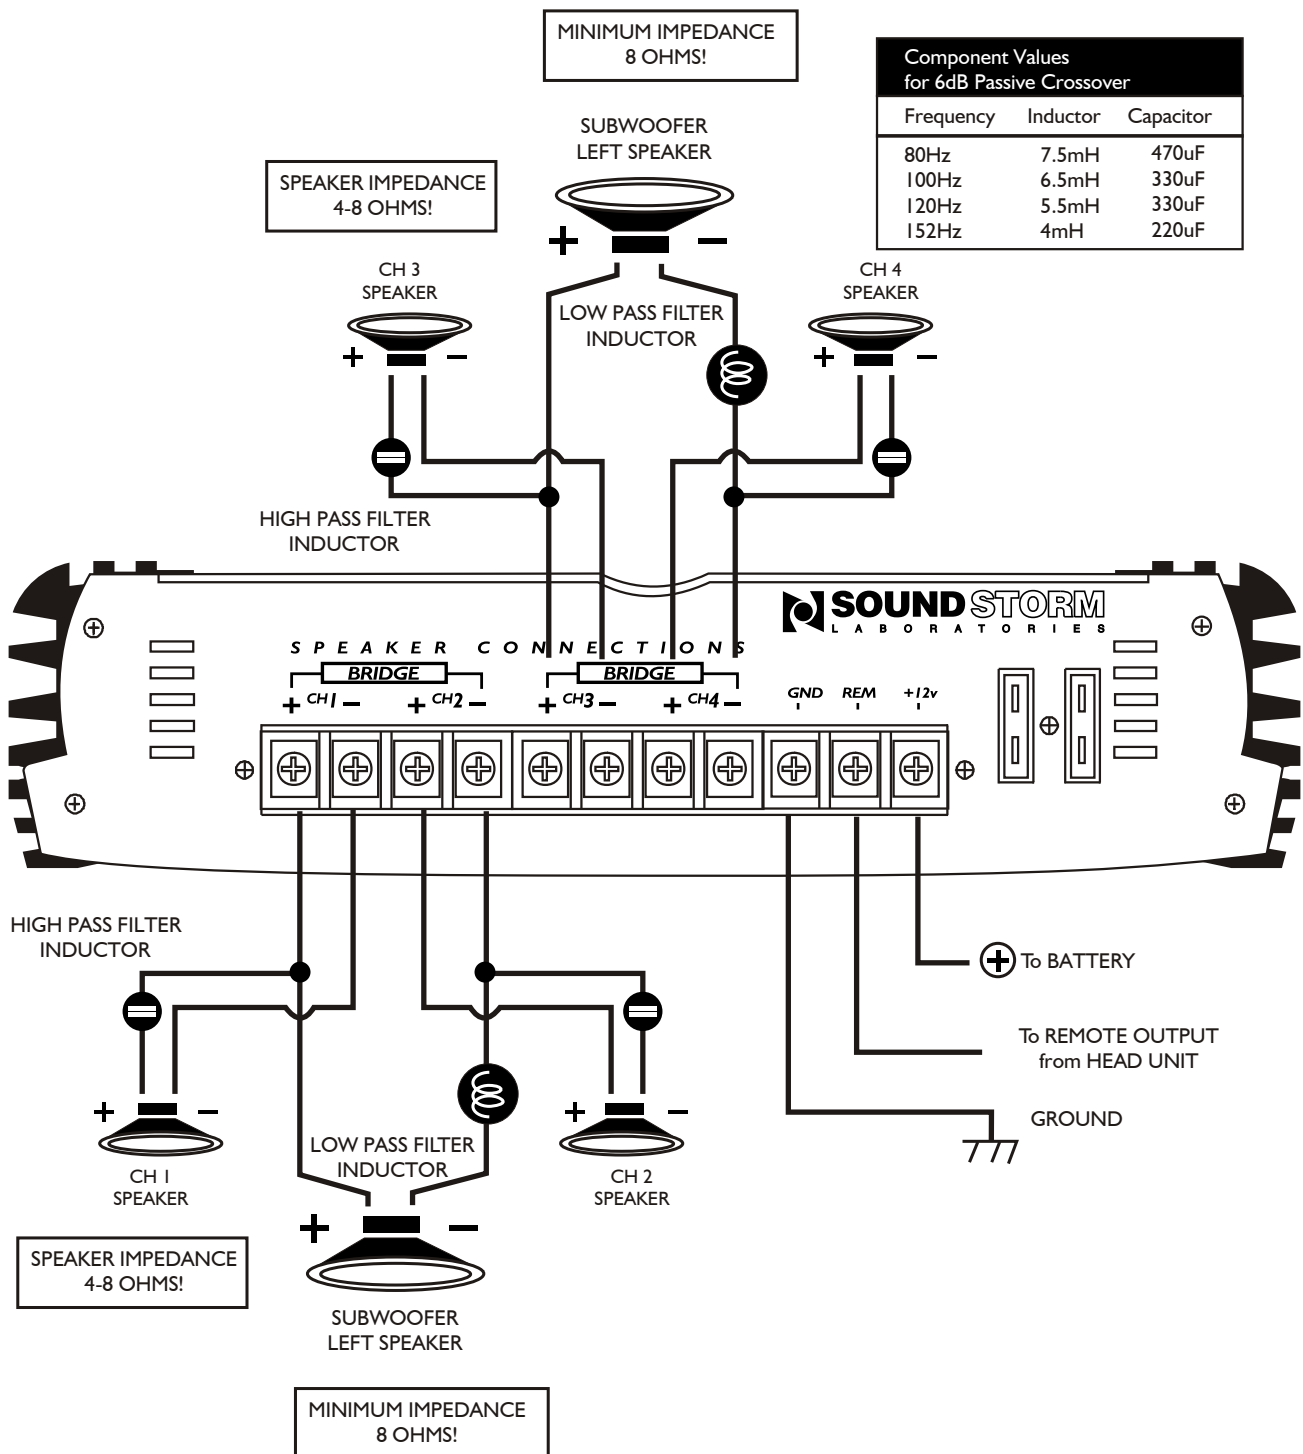 MINIMUM IMPEDANCE
8 OHMS!
Component Values
for 6dB Passive Crossover
Frequency Inductor Capacitor
80Hz 7.5mH 470uF
100Hz 6.5mH 330uF
120Hz 5.5mH 330uF
152Hz 4mH 220uF
SUBWOOFER
LEFT SPEAKER
+ −
SPEAKER IMPEDANCE
4-8 OHMS!
CH 3
SPEAKER
+ −
LOW PASS FILTER
INDUCTOR
CH 4
SPEAKER
+ −
HIGH PASS FILTER
INDUCTOR
SOUND STORM
LABORATORIES
SPEAKER CONNECTIONS
BRIDGE BRIDGE
+ CH1 − + CH2 − + CH3 − + CH4 − GND REM +12v
HIGH PASS FILTER
INDUCTOR
+ To BATTERY
To REMOTE OUTPUT
from HEAD UNIT
GROUND
+ −
CH 1
SPEAKER
LOW PASS FILTER
INDUCTOR
+ −
CH 2
SPEAKER
+ −
SPEAKER IMPEDANCE
4-8 OHMS!
SUBWOOFER
LEFT SPEAKER
MINIMUM IMPEDANCE
8 OHMS!